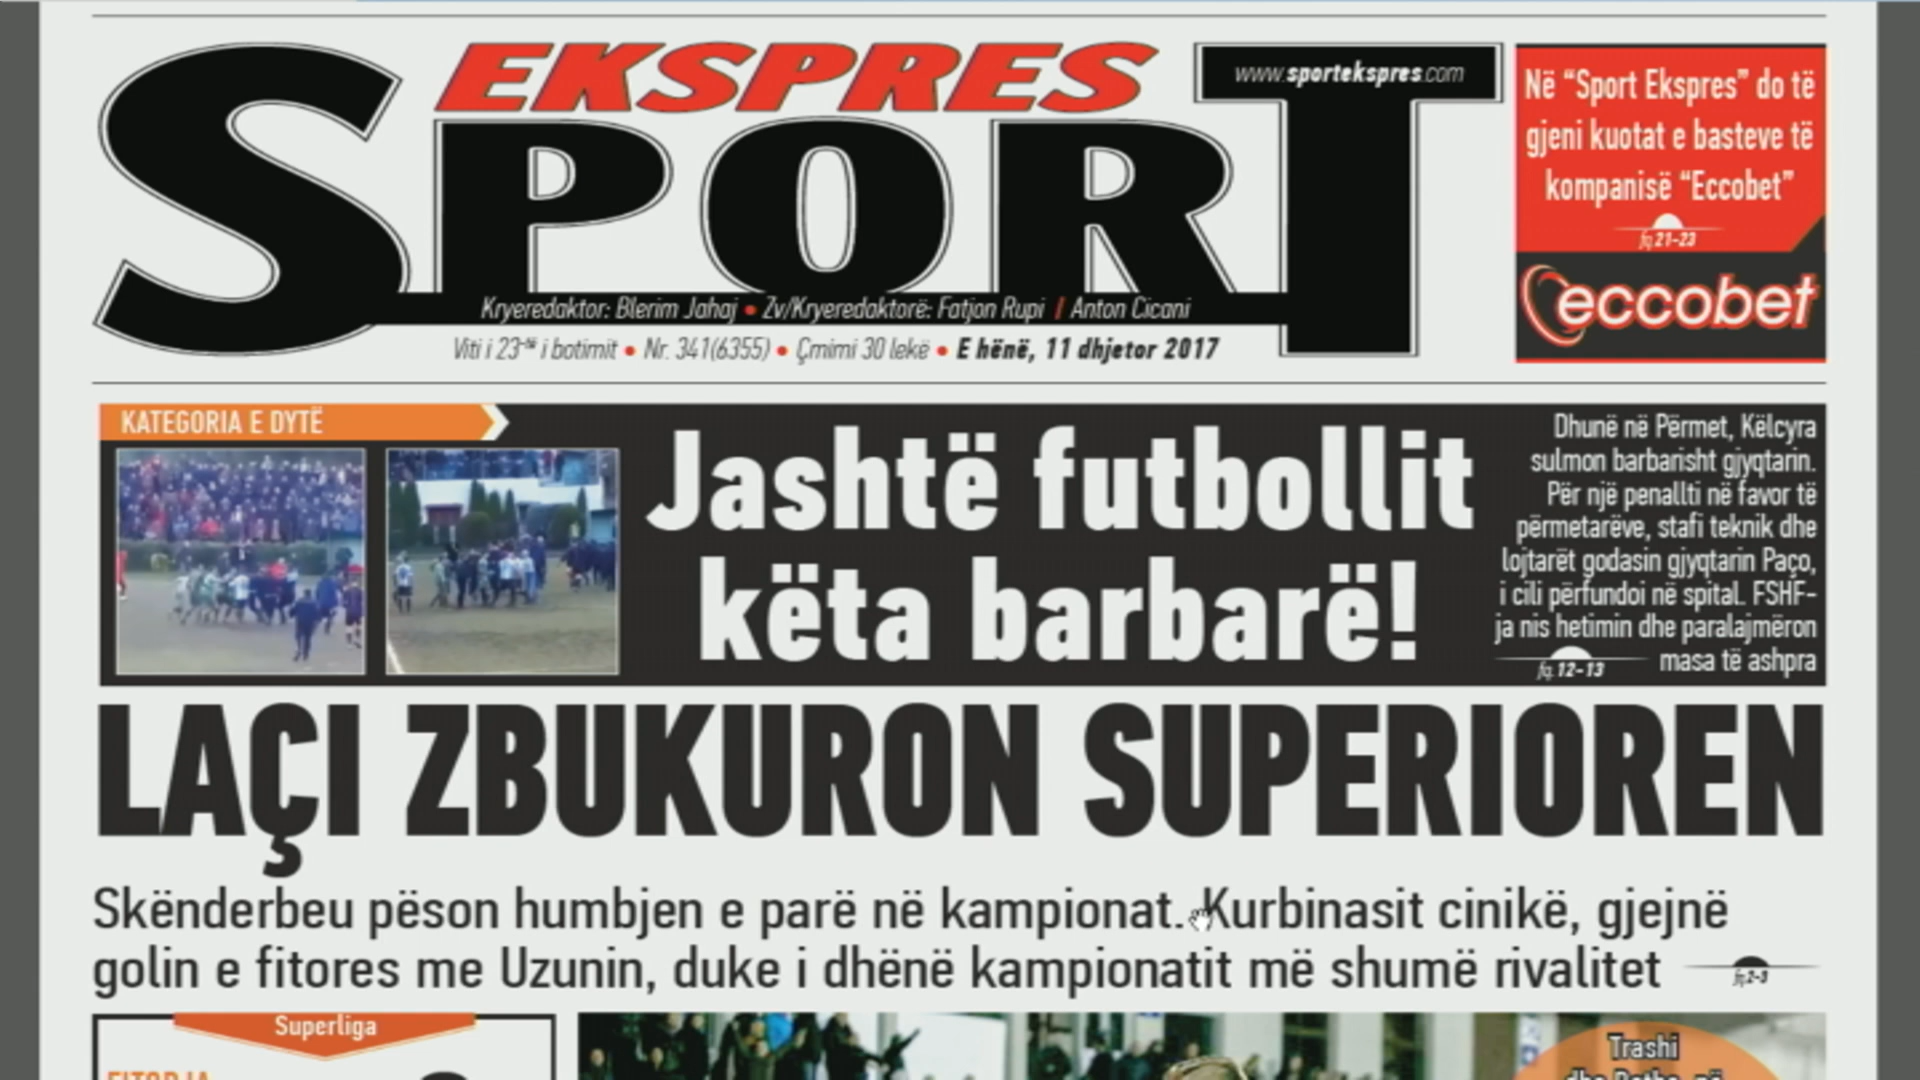 EKSPRES
SPORT
www.sportekspres.com
Kryeredaktor: Blerim Jahaj • Zv/Kryeredaktorë: Fatjon Rupi / Anton Cicani
Viti i 23-të i botimit • Nr. 341(6355) • Çmimi 30 lekë • E hënë, 11 dhjetor 2017
Në “Sport Ekspres” do të
gjeni kuotat e basteve të
kompanisë “Eccobet”
fq.21-23
eccobet
KATEGORIA E DYTË
Jashtë futbollit
këta barbarë!
Dhunë në Përmet, Këlcyra
sulmon barbarisht gjyqtarin.
Për një penallti në favor të
përmetarëve, stafi teknik dhe
lojtarët godasin gjyqtarin Paço,
i cili përfundoi në spital. FSHF-
ja nis hetimin dhe paralajmëron
masa të ashpra
fq.12-13
LAÇI ZBUKURON SUPERIOREN
Skënderbeu pëson humbjen e parë në kampionat. Kurbinasit cinikë, gjejnë
golin e fitores me Uzunin, duke i dhënë kampionatit më shumë rivalitet
fq.2-3
Superliga
Trashi